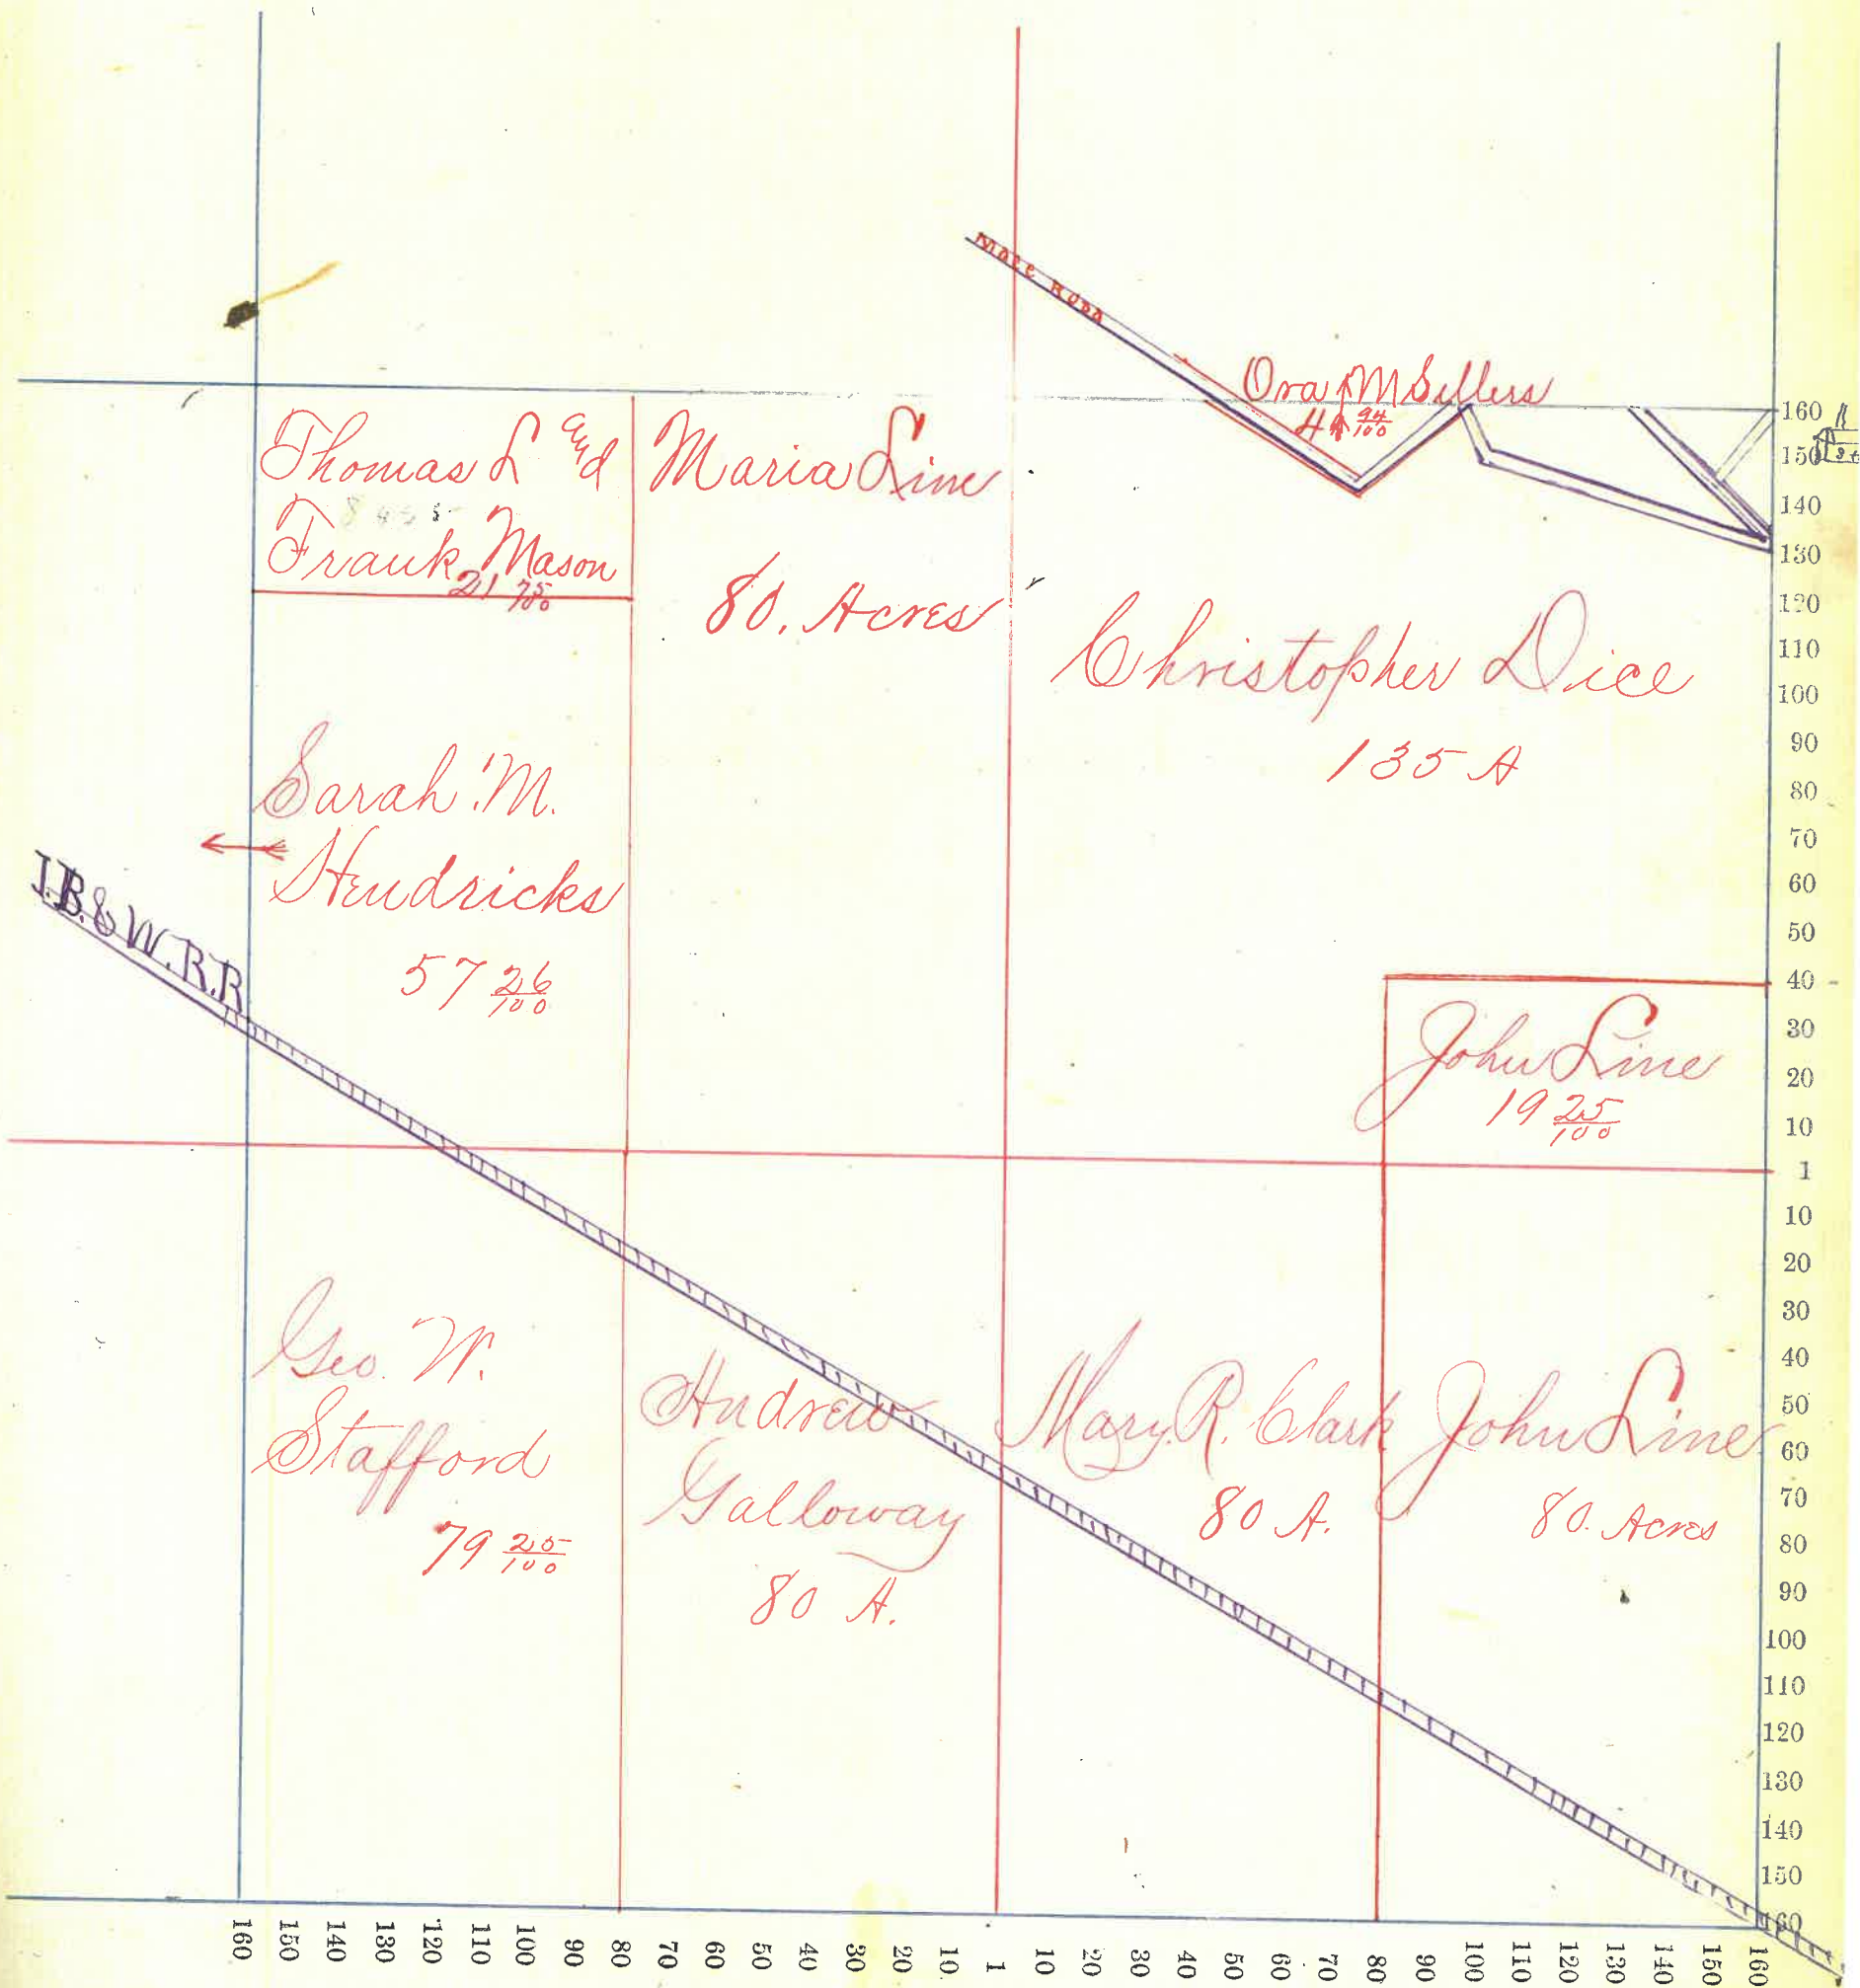 Mace Road
Ora M Sellers
4 94/100
Thomas L and
Frank Mason
21 75/100
Maria Line
80. Acres
Christopher Dice
135 A
Sarah M.
Hendricks
57 26/100
I.B. & W. R.R
John Line
19 25/100
Geo. W.
Stafford
79 25/100
Andrew
Galloway
80 A.
Mary R. Clark
80 A.
John Line
80. Acres
160
150
140
130
120
110
100
90
80
70
60
50
40
30
20
10
1
10
20
30
40
50
60
70
80
90
100
110
120
130
140
150
160
160 150 140 130 120 110 100 90 80 70 60 50 40 30 20 10 1 10 20 30 40 50 60 70 80 90 100 110 120 130 140 150 160